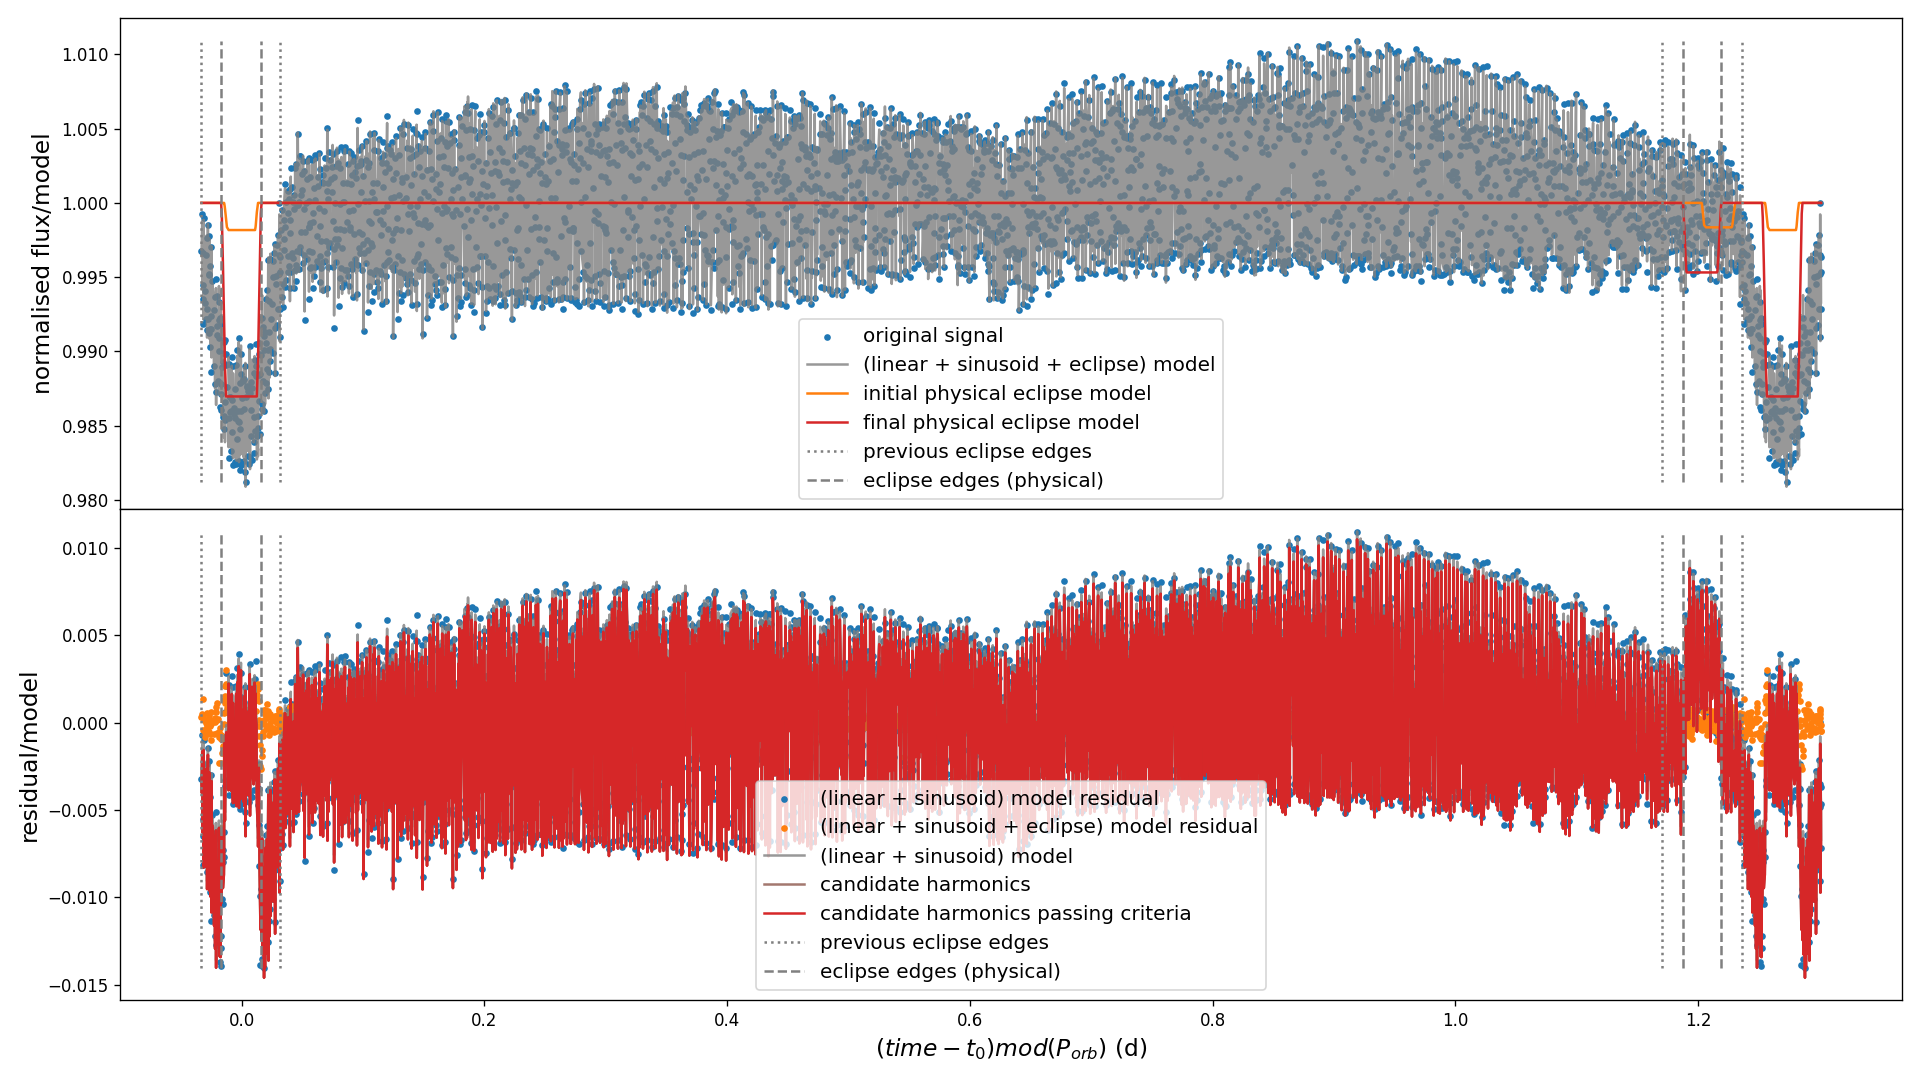 1.010
1.005
1.000
0.995
0.990
0.985
0.980
normalised flux/model
original signal
(linear + sinusoid + eclipse) model
initial physical eclipse model
final physical eclipse model
previous eclipse edges
eclipse edges (physical)
0.010
0.005
0.000
−0.005
−0.010
−0.015
residual/model
(linear + sinusoid) model residual
(linear + sinusoid + eclipse) model residual
(linear + sinusoid) model
candidate harmonics
candidate harmonics passing criteria
previous eclipse edges
eclipse edges (physical)
0.0 0.2 0.4 0.6 0.8 1.0 1.2
(time − t₀)mod(P_orb) (d)